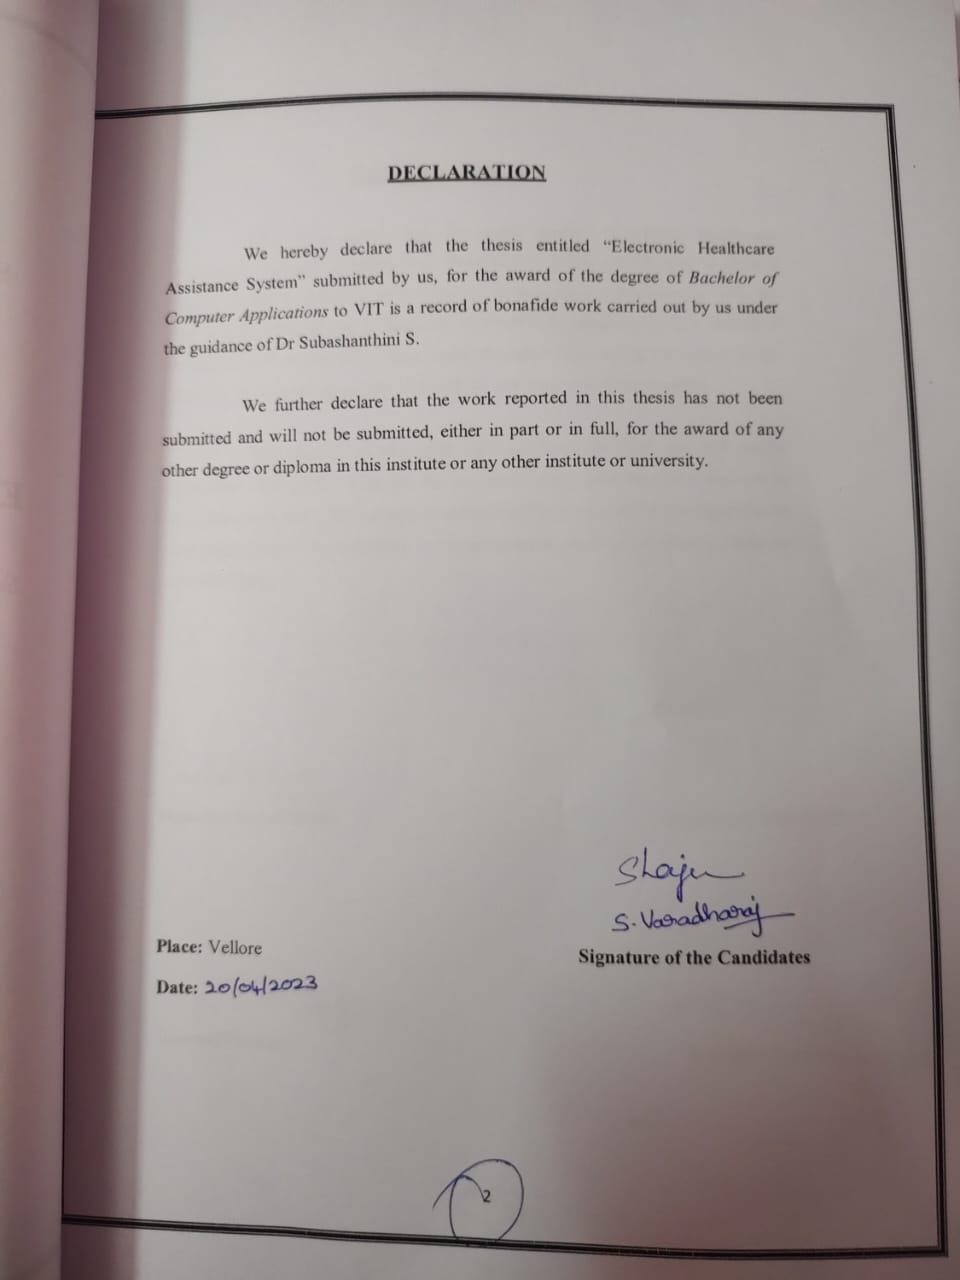 DECLARATION
We hereby declare that the thesis entitled “Electronic Healthcare
Assistance System” submitted by us, for the award of the degree of Bachelor of
Computer Applications to VIT is a record of bonafide work carried out by us under
the guidance of Dr Subashanthini S.
We further declare that the work reported in this thesis has not been
submitted and will not be submitted, either in part or in full, for the award of any
other degree or diploma in this institute or any other institute or university.
Shaju
S. Varadharaj
Place: Vellore
Signature of the Candidates
Date: 20/04/2023
2